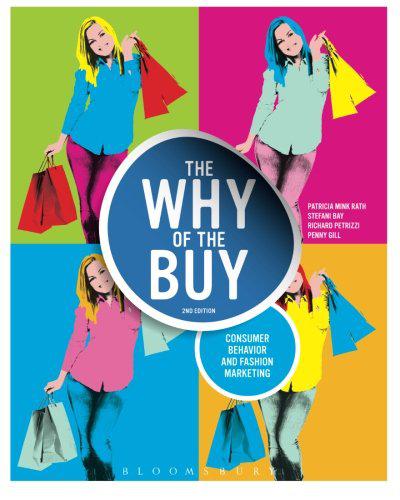 THE
WHY
OF THE
BUY
2ND EDITION
PATRICIA MINK RATH
STEFANI BAY
RICHARD PETRIZZI
PENNY GILL
CONSUMER
BEHAVIOR
AND FASHION
MARKETING
BLOOMSBURY